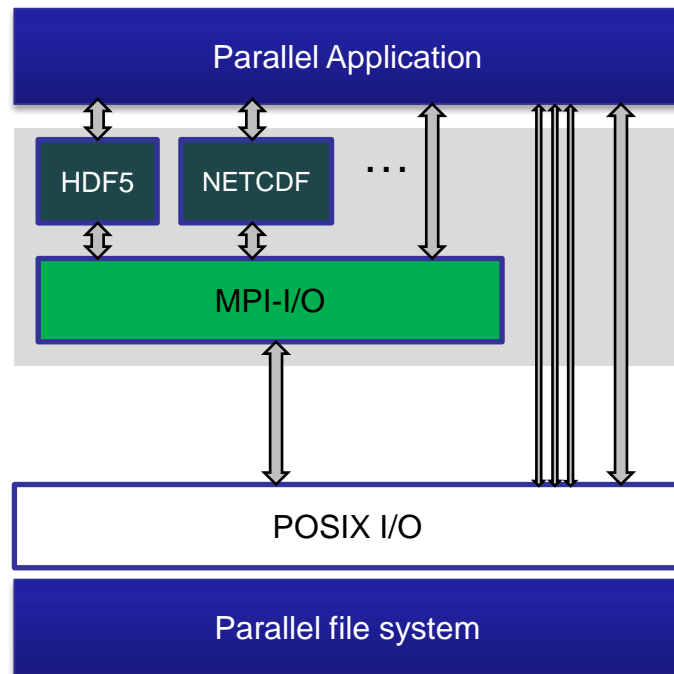 Parallel Application
HDF5
NETCDF
...
MPI-I/O
POSIX I/O
Parallel file system